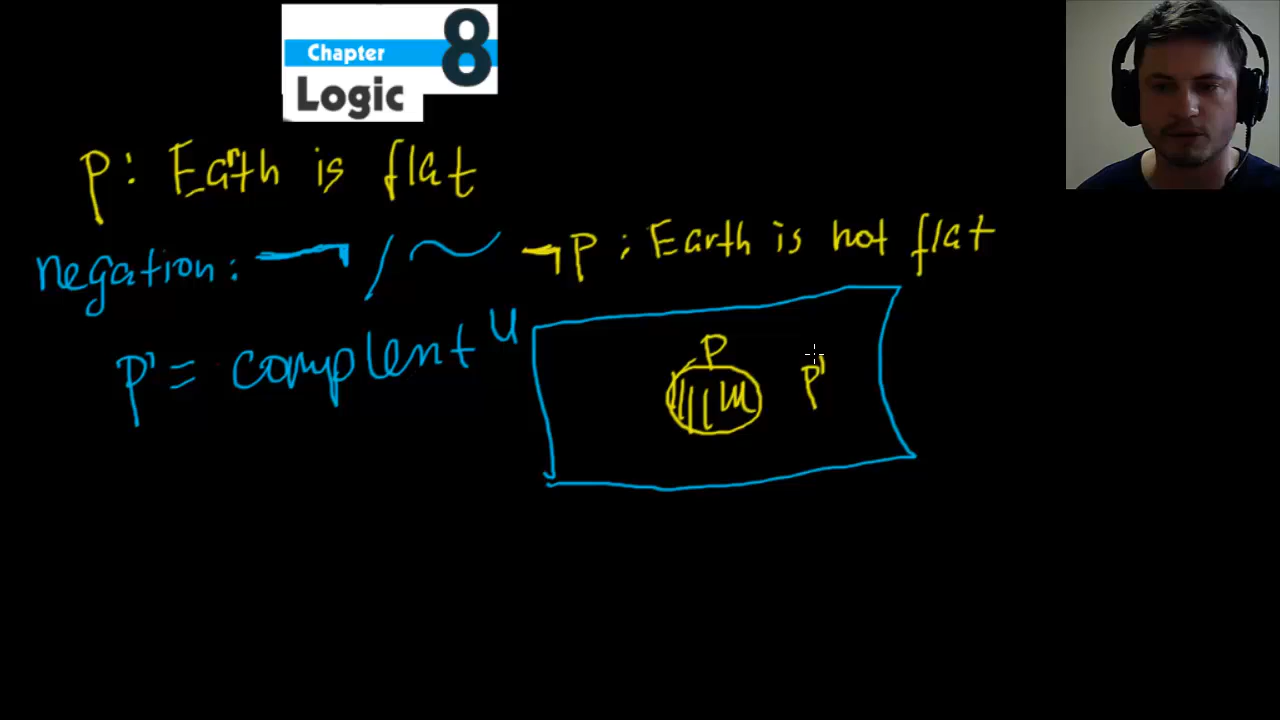 Chapter 8
Logic
P: Earth is flat
negation: ¬ / ~ ¬P: Earth is not flat
P' = complent
U
P
P'